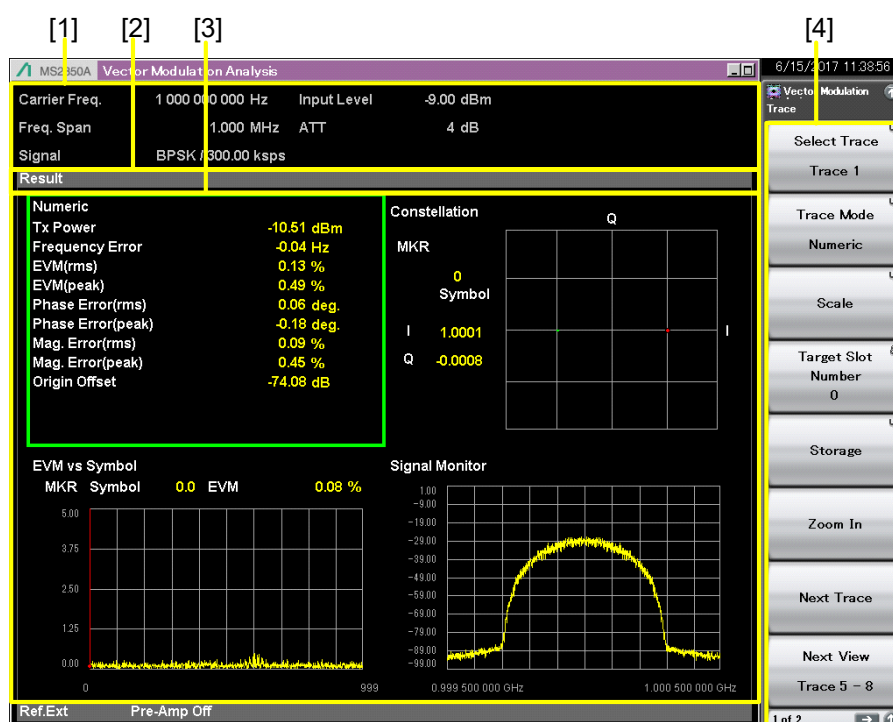 [1] [2] [3] [4]
MS2850A Vector Modulation Analysis
6/15/2017 11:38:56
Carrier Freq. 1 000 000 000 Hz Input Level -9.00 dBm
Freq. Span 1.000 MHz ATT 4 dB
Signal BPSK / 300.00 ksps
Result
Numeric
Tx Power -10.51 dBm
Frequency Error -0.04 Hz
EVM(rms) 0.13 %
EVM(peak) 0.49 %
Phase Error(rms) 0.06 deg.
Phase Error(peak) -0.18 deg.
Mag. Error(rms) 0.09 %
Mag. Error(peak) 0.45 %
Origin Offset -74.08 dB
Constellation
Q
MKR
0
Symbol
I 1.0001
Q -0.0008
I
EVM vs Symbol
MKR Symbol 0.0 EVM 0.08 %
5.00
3.75
2.50
1.25
0.00
0 999
Signal Monitor
1.00
-9.00
-19.00
-29.00
-39.00
-49.00
-59.00
-69.00
-79.00
-89.00
-99.00
0.999 500 000 GHz 1.000 500 000 GHz
Ref.Ext Pre-Amp Off
Vector Modulation
Trace
Select Trace
Trace 1
Trace Mode
Numeric
Scale
Target Slot
Number
0
Storage
Zoom In
Next Trace
Next View
Trace 5 - 8
1 of 2